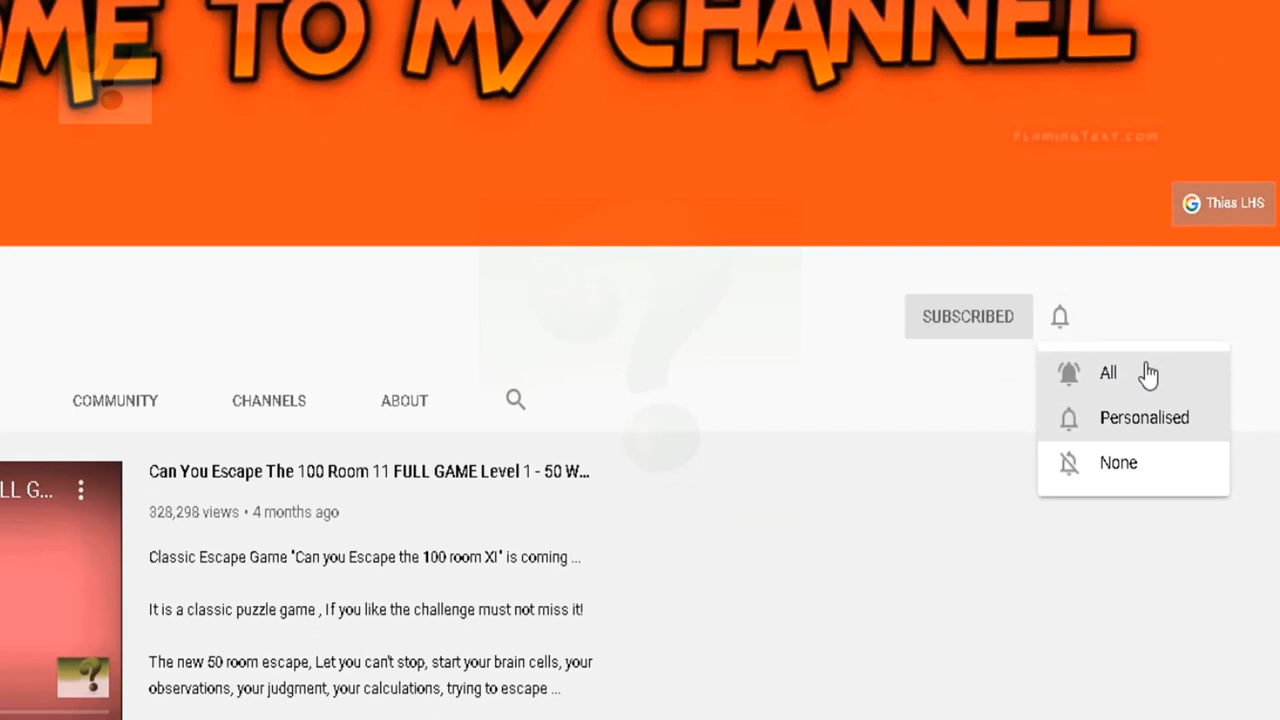 OME TO MY CHANNEL
FLAMINGTEXT.COM
Thias LHS
SUBSCRIBED
All
Personalised
None
COMMUNITY CHANNELS ABOUT
LL G...
Can You Escape The 100 Room 11 FULL GAME Level 1 - 50 W...
328,298 views • 4 months ago
Classic Escape Game "Can you Escape the 100 room XI" is coming ...
It is a classic puzzle game , If you like the challenge must not miss it!
The new 50 room escape, Let you can't stop, start your brain cells, your
observations, your judgment, your calculations, trying to escape ...